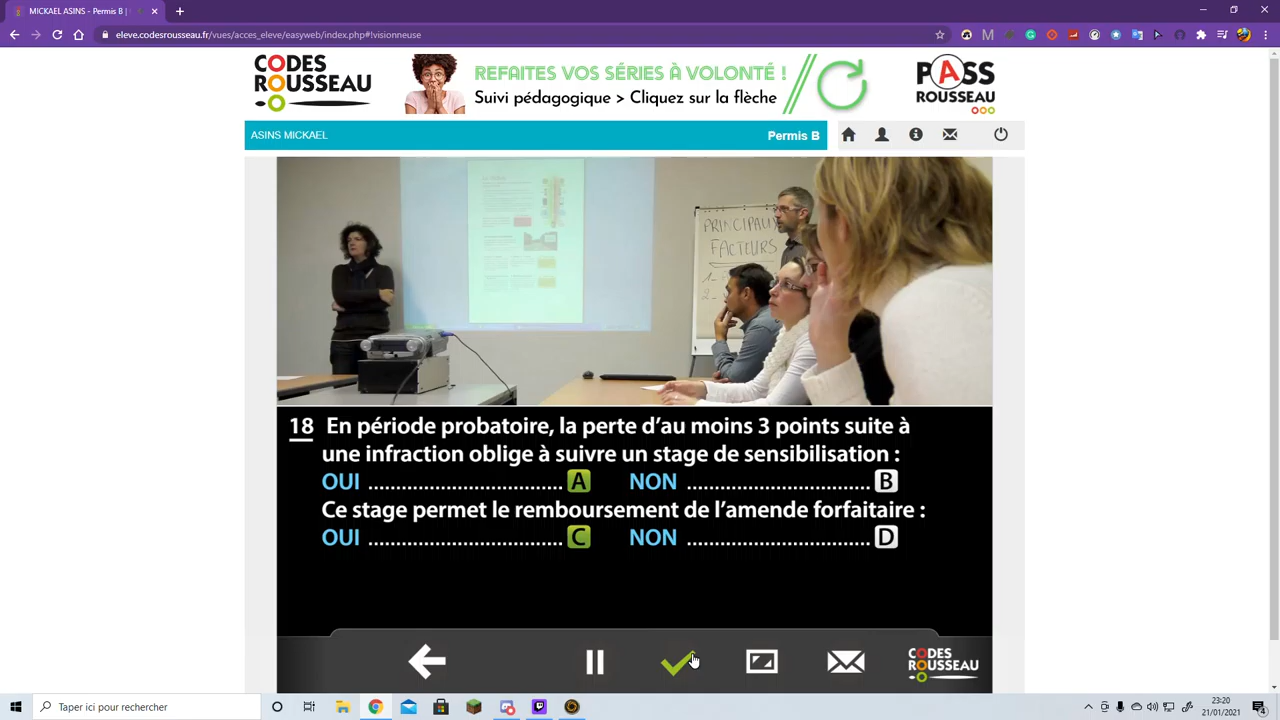 MICKAEL ASINS - Permis B |
eleve.codesrousseau.fr/vues/acces_eleve/easyweb/index.php#!visionneuse
CODES
ROUSSEAU
REFAITES VOS SÉRIES À VOLONTÉ !
Suivi pédagogique > Cliquez sur la flèche
PASS
ROUSSEAU
ASINS MICKAEL
Permis B
PRINCIPAUX
FACTEURS
1-
2-
18 En période probatoire, la perte d'au moins 3 points suite à
une infraction oblige à suivre un stage de sensibilisation :
OUI ................................. A NON ................................. B
Ce stage permet le remboursement de l'amende forfaitaire :
OUI ................................. C NON ................................. D
CODES
ROUSSEAU
Taper ici pour rechercher
23:20
21/01/2021